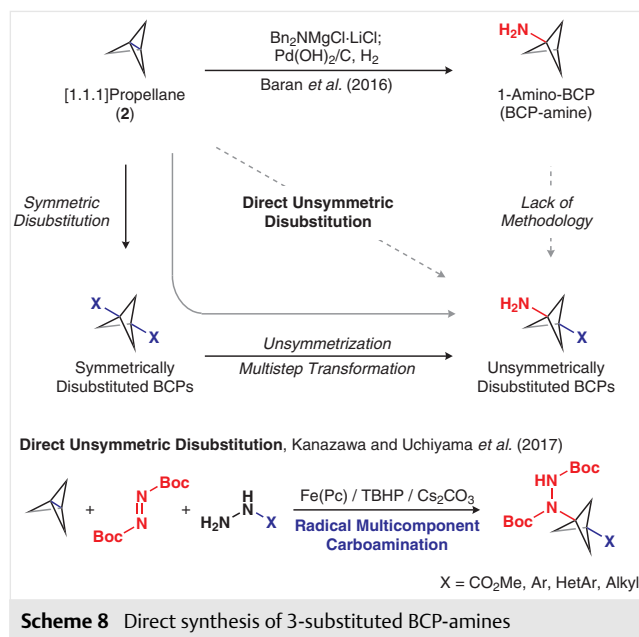 Bn₂NMgCl·LiCl;
Pd(OH)₂/C, H₂
Baran et al. (2016)
[1.1.1]Propellane
(2)
H₂N
1-Amino-BCP
(BCP-amine)
Symmetric
Disubstitution
Direct Unsymmetric
Disubstitution
Lack of
Methodology
X
X
Symmetrically
Disubstituted BCPs
Unsymmetrization
Multistep Transformation
H₂N
X
Unsymmetrically
Disubstituted BCPs
Direct Unsymmetric Disubstitution, Kanazawa and Uchiyama et al. (2017)
+
Boc
N
N
Boc
+
H
H₂N
N
X
Fe(Pc) / TBHP / Cs₂CO₃
Radical Multicomponent
Carboamination
Boc
HN
N
Boc
X
X = CO₂Me, Ar, HetAr, Alkyl
Scheme 8 Direct synthesis of 3-substituted BCP-amines